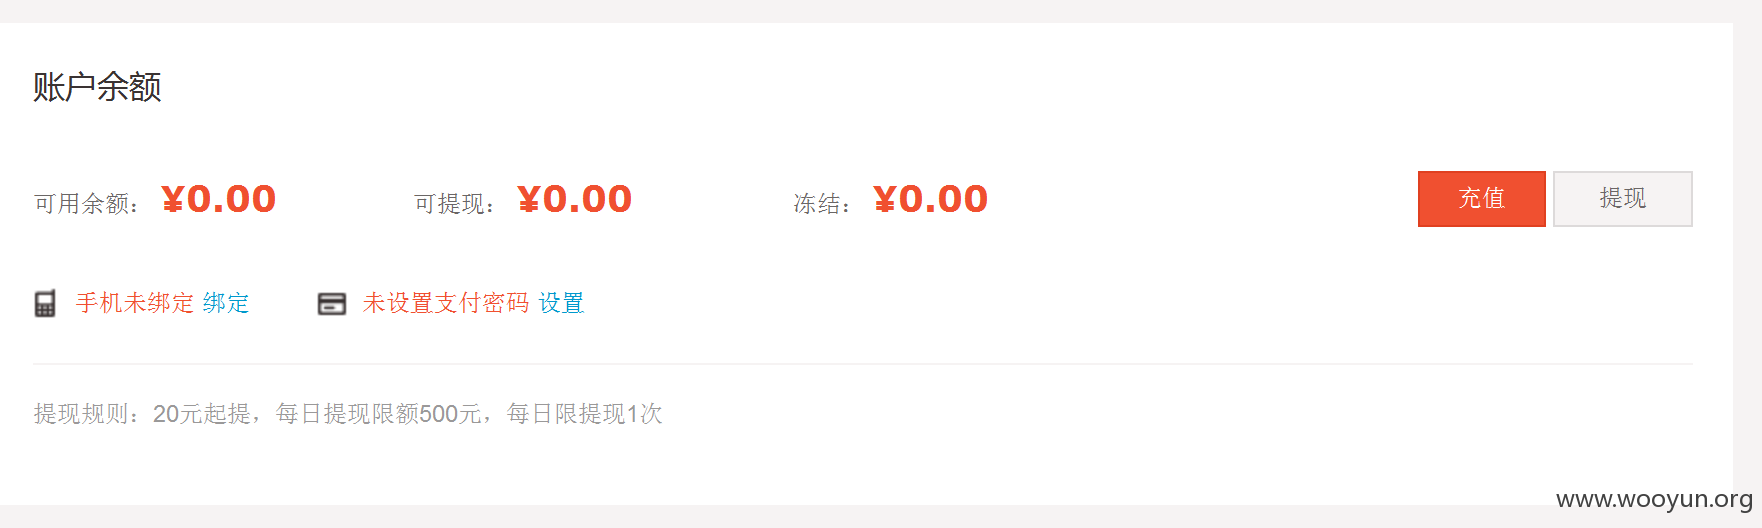 账户余额
可用余额： ¥0.00 可提现： ¥0.00 冻结： ¥0.00 充值 提现
手机未绑定 绑定 未设置支付密码 设置
提现规则：20元起提，每日提现限额500元，每日限提现1次
www.wooyun.org